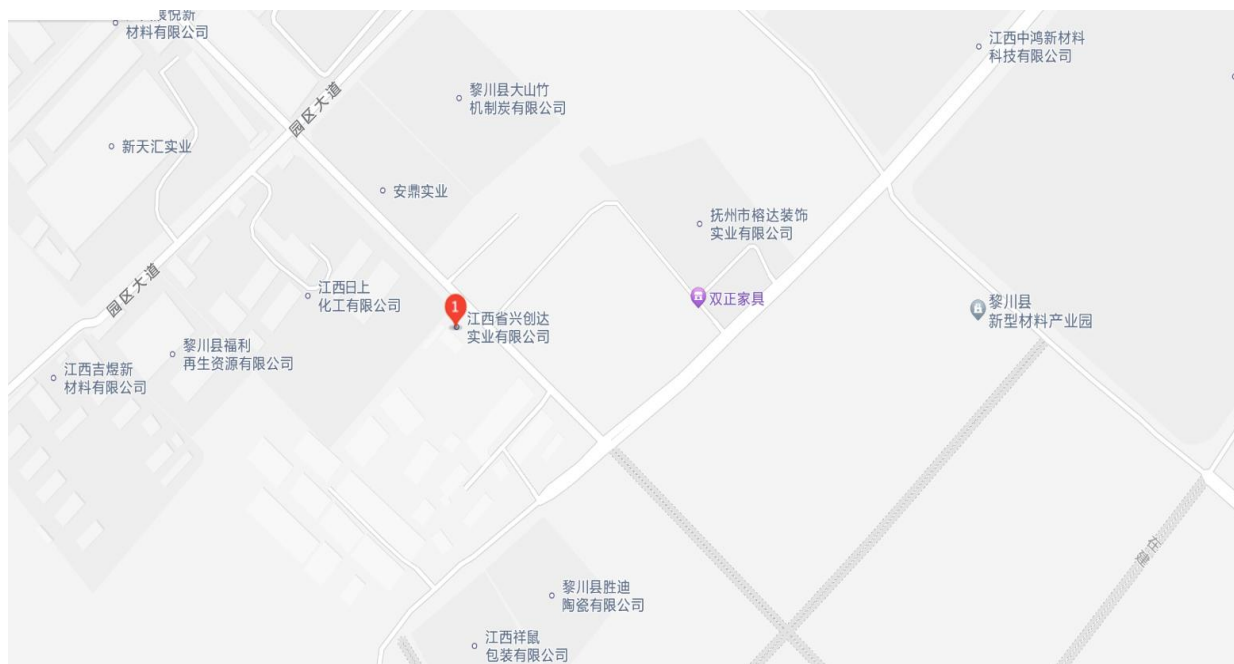 材料有限公司
江西中鸿新材料
科技有限公司
园区大道
黎川县大山竹
机制炭有限公司
新天汇实业
安鼎实业
抚州市榕达装饰
实业有限公司
园区大道
江西日上
化工有限公司
双正家具
黎川县
新型材料产业园
1
江西省兴创达
实业有限公司
黎川县福利
再生资源有限公司
江西吉煜新
材料有限公司
在建
黎川县胜迪
陶瓷有限公司
江西祥鼠
包装有限公司